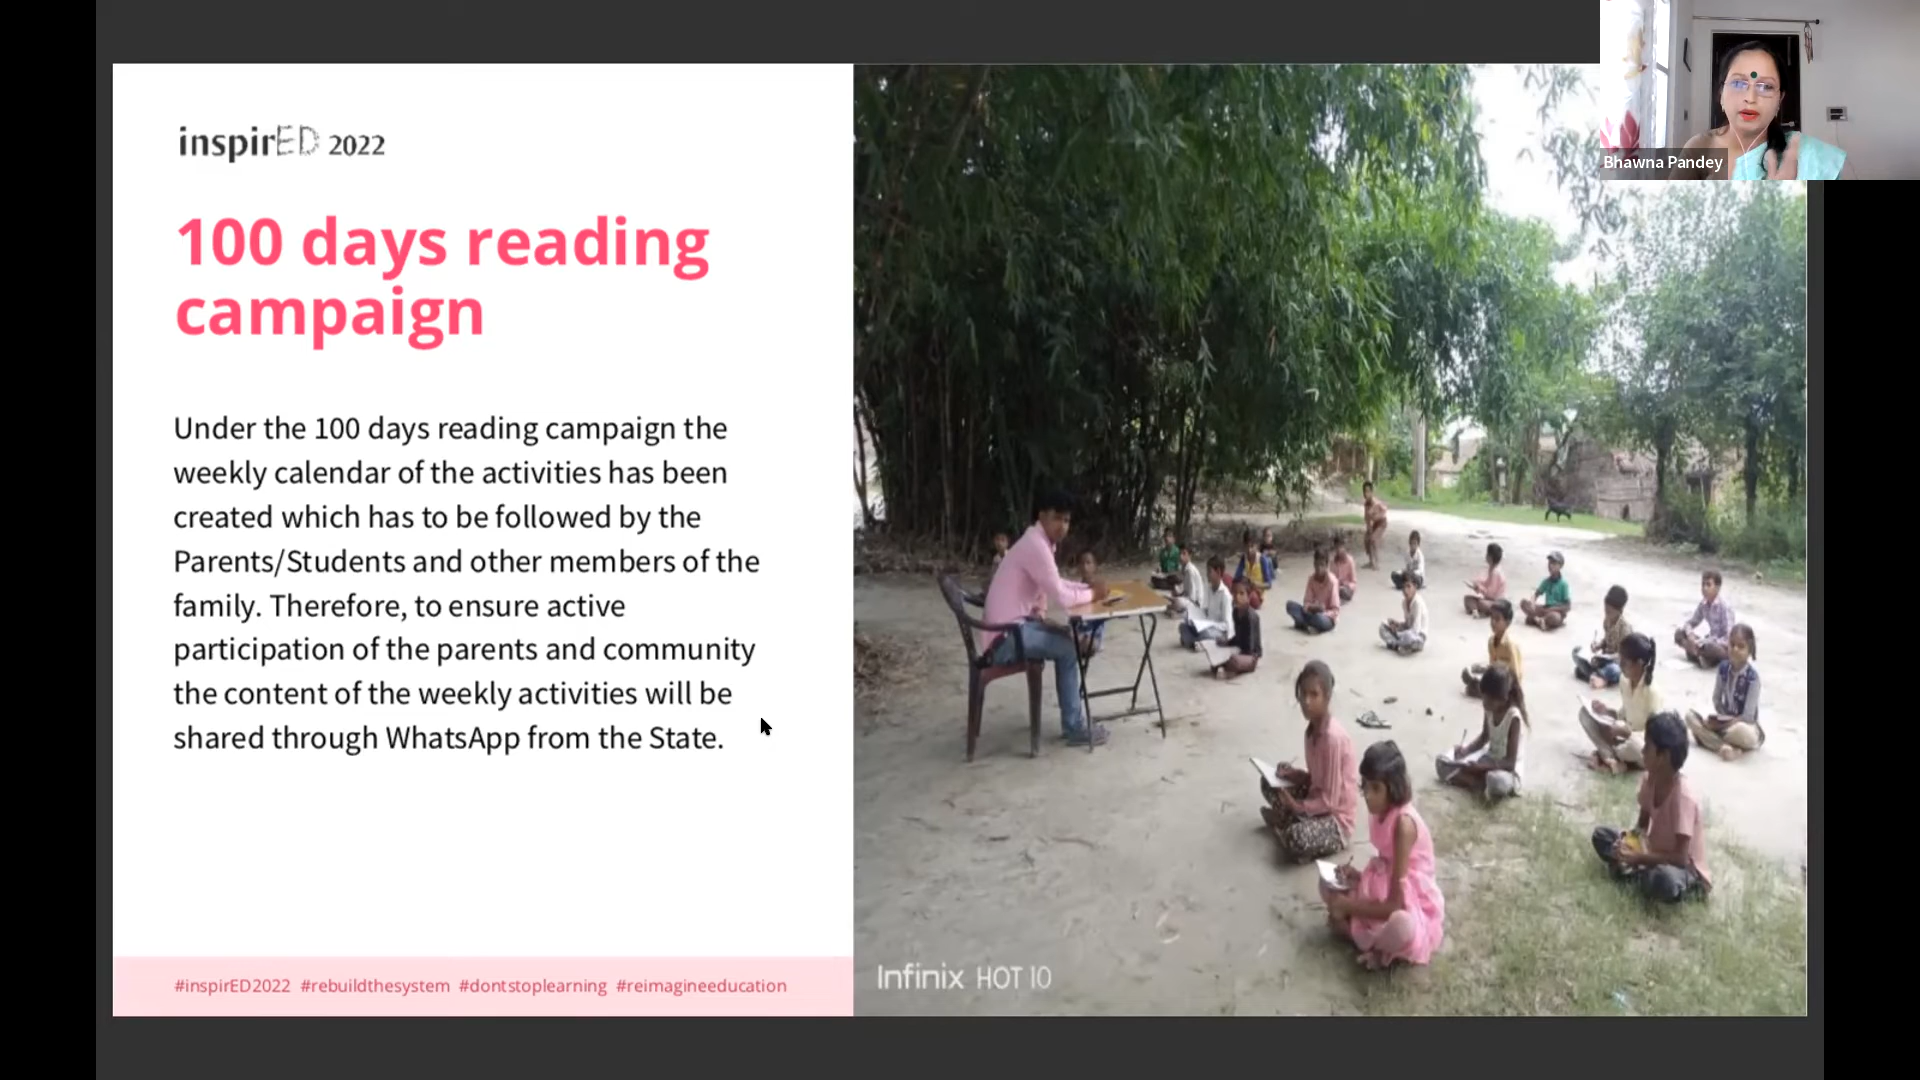 inspirED 2022
100 days reading
campaign
Under the 100 days reading campaign the
weekly calendar of the activities has been
created which has to be followed by the
Parents/Students and other members of the
family. Therefore, to ensure active
participation of the parents and community
the content of the weekly activities will be
shared through WhatsApp from the State.
#inspirED2022 #rebuildthesystem #dontstoplearning #reimagineeducation
Infinix HOT 10
Bhawna Pandey